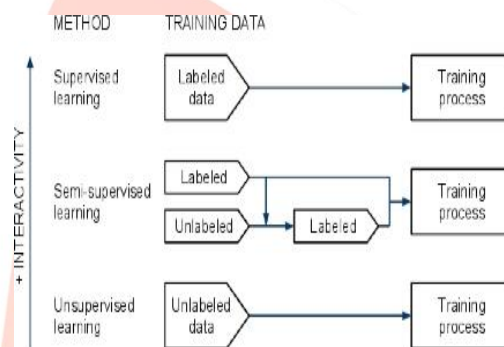 METHOD TRAINING DATA
Supervised
learning
Labeled
data
Training
process
Semi-supervised
learning
Labeled
Unlabeled
Labeled
Training
process
Unsupervised
learning
Unlabeled
data
Training
process
+ INTERACTIVITY